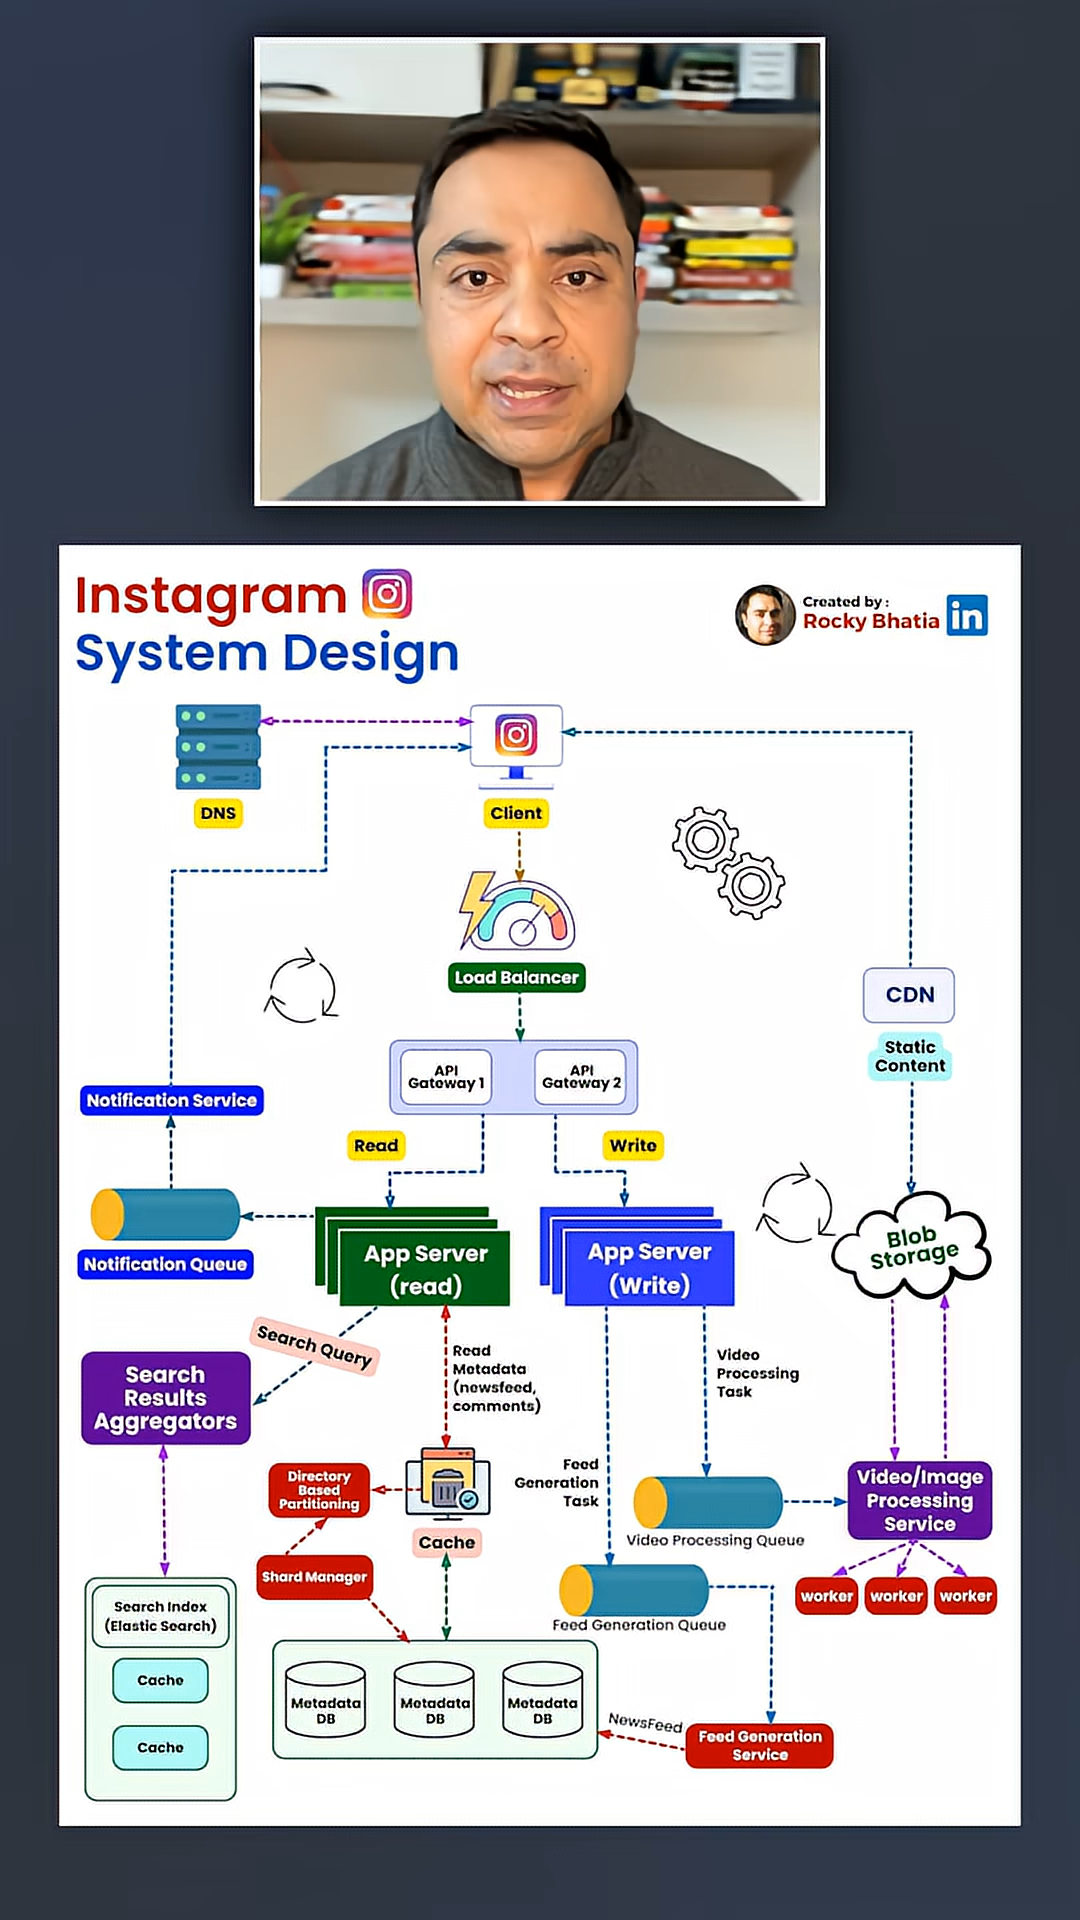 Instagram
System Design
Created by :
Rocky Bhatia
in
DNS
Client
Load Balancer
CDN
Static
Content
API
Gateway 1
API
Gateway 2
Notification Service
Read
Write
Notification Queue
App Server
(read)
App Server
(Write)
Blob
Storage
Search Query
Read
Metadata
(newsfeed,
comments)
Video
Processing
Task
Search
Results
Aggregators
Feed
Generation
Task
Directory
Based
Partitioning
Cache
Video Processing Queue
Video/Image
Processing
Service
Shard Manager
worker
worker
worker
Feed Generation Queue
Search Index
(Elastic Search)
Cache
Cache
Metadata
DB
Metadata
DB
Metadata
DB
NewsFeed
Feed Generation
Service